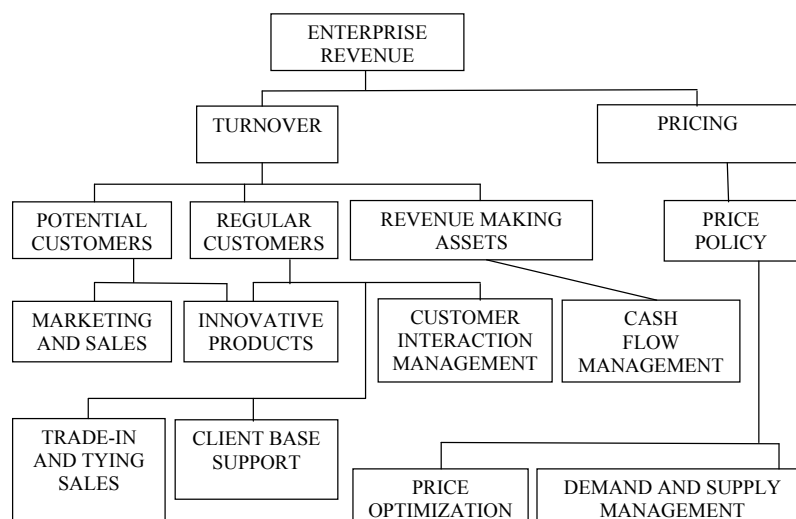 ENTERPRISE
REVENUE
TURNOVER
PRICING
POTENTIAL
CUSTOMERS
REGULAR
CUSTOMERS
REVENUE MAKING
ASSETS
PRICE
POLICY
MARKETING
AND SALES
INNOVATIVE
PRODUCTS
CUSTOMER
INTERACTION
MANAGEMENT
CASH
FLOW
MANAGEMENT
TRADE-IN
AND TYING
SALES
CLIENT BASE
SUPPORT
PRICE
OPTIMIZATION
DEMAND AND SUPPLY
MANAGEMENT